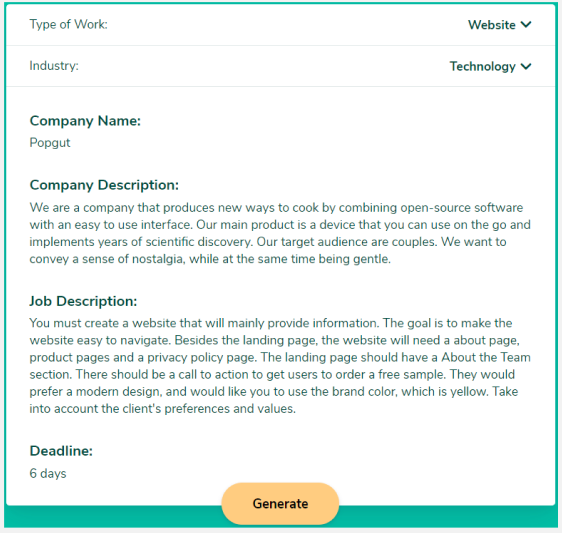 Type of Work:
Website
Industry:
Technology
Company Name:
Popgut
Company Description:
We are a company that produces new ways to cook by combining open-source software
with an easy to use interface. Our main product is a device that you can use on the go and
implements years of scientific discovery. Our target audience are couples. We want to
convey a sense of nostalgia, while at the same time being gentle.
Job Description:
You must create a website that will mainly provide information. The goal is to make the
website easy to navigate. Besides the landing page, the website will need a about page,
product pages and a privacy policy page. The landing page should have a About the Team
section. There should be a call to action to get users to order a free sample. They would
prefer a modern design, and would like you to use the brand color, which is yellow. Take
into account the client's preferences and values.
Deadline:
6 days
Generate